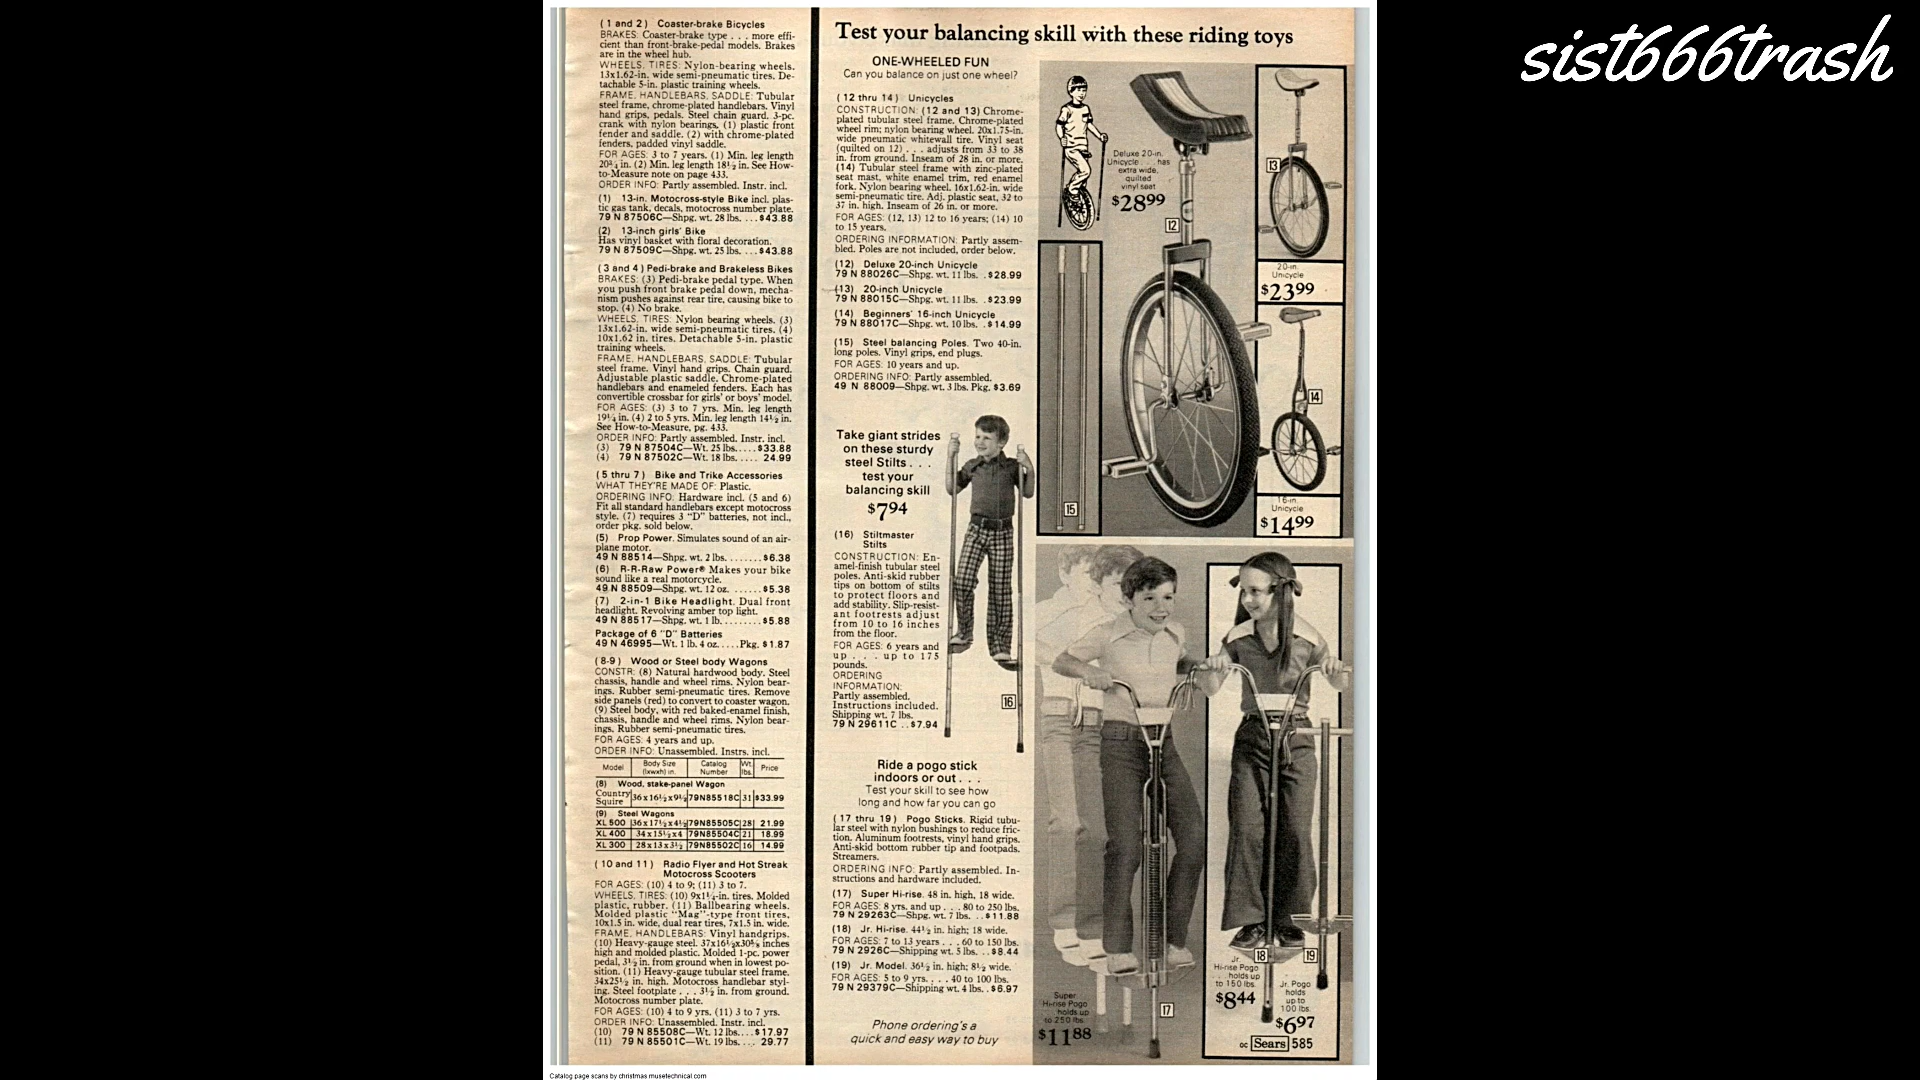 sist666trash
( 1 and 2 ) Coaster-brake Bicycles
BRAKES: Coaster-brake type . . . more effi-
cient than front-brake-pedal models. Brakes
are in the wheel hub.
WHEELS, TIRES: Nylon-bearing wheels.
13x1.62-in. wide semi-pneumatic tires. De-
tachable 5-in. plastic training wheels.
FRAME, HANDLEBARS, SADDLE: Tubular
steel frame, chrome-plated handlebars. Vinyl
hand grips, pedals. Steel chain guard. 3-pc.
crank with nylon bearings. (1) plastic front
fender and saddle. (2) with chrome-plated
fenders, padded vinyl saddle.
FOR AGES: 3 to 7 years. (1) Min. leg length
20¾ in. (2) Min. leg length 18½ in. See How-
to-Measure note on page 433.
ORDER INFO: Partly assembled. Instr. incl.
(1) 13-in. Motocross-style Bike incl. plas-
tic gas tank, decals, motocross number plate.
79 N 87506C—Shpg. wt. 28 lbs. . . . $43.88
(2) 13-inch girls' Bike
Has vinyl basket with floral decoration.
79 N 87509C—Shpg. wt. 25 lbs. . . . $43.88
( 3 and 4 ) Pedi-brake and Brakeless Bikes
BRAKES: (3) Pedi-brake pedal type. When
you push front brake pedal down, mecha-
nism pushes against rear tire, causing bike to
stop. (4) No brake.
WHEELS, TIRES: Nylon bearing wheels. (3)
13x1.62-in. wide semi-pneumatic tires. (4)
10x1.62 in. tires. Detachable 5-in. plastic
training wheels.
FRAME, HANDLEBARS, SADDLE: Tubular
steel frame. Vinyl hand grips. Chain guard.
Adjustable plastic saddle. Chrome-plated
handlebars and enameled fenders. Each has
convertible crossbar for girls' or boys' model.
FOR AGES: (3) 3 to 7 yrs. Min. leg length
19¼ in. (4) 2 to 5 yrs. Min. leg length 14½ in.
See How-to-Measure, pg. 433.
ORDER INFO: Partly assembled. Instr. incl.
(3) 79 N 87504C—Wt. 25 lbs. . . . . $33.88
(4) 79 N 87502C—Wt. 18 lbs. . . . . 24.99
( 5 thru 7 ) Bike and Trike Accessories
WHAT THEY'RE MADE OF: Plastic.
ORDERING INFO: Hardware incl. (5 and 6)
Fit all standard handlebars except motocross
style. (7) requires 3 "D" batteries, not incl.,
order pkg. sold below.
(5) Prop Power. Simulates sound of an air-
plane motor.
49 N 88514—Shpg. wt. 2 lbs. . . . . . . . $6.38
(6) R-R-Raw Power® Makes your bike
sound like a real motorcycle.
49 N 88509—Shpg. wt. 12 oz. . . . . . . $5.38
(7) 2-in-1 Bike Headlight. Dual front
headlight. Revolving amber top light.
49 N 88517—Shpg. wt. 1 lb. . . . . . . . . $5.88
Package of 6 "D" Batteries
49 N 46995—Wt. 1 lb. 4 oz. . . . . Pkg. $1.87
( 8-9 ) Wood or Steel body Wagons
CONSTR: (8) Natural hardwood body. Steel
chassis, handle and wheel rims. Nylon bear-
ings. Rubber semi-pneumatic tires. Remove
side panels (red) to convert to coaster wagon.
(9) Steel body, with red baked-enamel finish,
chassis, handle and wheel rims. Nylon bear-
ings. Rubber semi-pneumatic tires.
FOR AGES: 4 years and up.
ORDER INFO: Unassembled. Instrs. incl.
Model Body Size (lxwxh) in. Catalog Number Wt. lbs. Price
(8) Wood, stake-panel Wagon
Country Squire 36x16½x9½ 79N85518C 31 $33.99
(9) Steel Wagons
XL 500 36x17½x4½ 79N85505C 28 21.99
XL 400 34x15½x4 79N85504C 21 18.99
XL 300 28x13x3½ 79N85502C 16 14.99
( 10 and 11 ) Radio Flyer and Hot Streak
Motocross Scooters
FOR AGES: (10) 4 to 9; (11) 3 to 7.
WHEELS, TIRES: (10) 9x1¼-in. tires. Molded
plastic, rubber. (11) Ballbearing wheels.
Molded plastic "Mag"-type front tires,
10x1.5 in. wide, dual rear tires, 7x1.5 in. wide.
FRAME, HANDLEBARS: Vinyl handgrips.
(10) Heavy-gauge steel. inches
high and molded plastic. Molded 1-pc. power
pedal, 3½ in. from ground when in lowest po-
sition. (11) Heavy-gauge tubular steel frame.
34x25½ in. high. Motocross handlebar styl-
ing. Steel footplate . . . 3½ in. from ground.
Motocross number plate.
FOR AGES: (10) 4 to 9 yrs. (11) 3 to 7 yrs.
ORDER INFO: Unassembled. Instr. incl.
(10) 79 N 85508C—Wt. 12 lbs. . . . $17.97
(11) 79 N 85501C—Wt. 19 lbs. . . . 29.77
Test your balancing skill with these riding toys
ONE-WHEELED FUN
Can you balance on just one wheel?
( 12 thru 14 ) Unicycles
CONSTRUCTION: (12 and 13) Chrome-
plated tubular steel frame. Chrome-plated
wheel rim; nylon bearing wheel. 20x1.75-in.
wide pneumatic whitewall tire. Vinyl seat
(quilted on 12) . . . adjusts from 33 to 38
in. from ground. Inseam of 28 in. or more.
(14) Tubular steel frame with zinc-plated
seat mast, white enamel trim, red enamel
fork. Nylon bearing wheel. 16x1.62-in. wide
semi-pneumatic tire. Adj. plastic seat, 32 to
37 in. high. Inseam of 26 in. or more.
FOR AGES: (12, 13) 12 to 16 years; (14) 10
to 15 years.
ORDERING INFORMATION: Partly assem-
bled. Poles are not included, order below.
(12) Deluxe 20-inch Unicycle
79 N 88026C—Shpg. wt. 11 lbs. . $28.99
(13) 20-inch Unicycle
79 N 88015C—Shpg. wt. 11 lbs. . $23.99
(14) Beginners' 16-inch Unicycle
79 N 88017C—Shpg. wt. 10 lbs. . $14.99
(15) Steel balancing Poles. Two 40-in.
long poles. Vinyl grips, end plugs.
FOR AGES: 10 years and up.
ORDERING INFO: Partly assembled.
49 N 88009—Shpg. wt. 3 lbs. Pkg. $3.69
Take giant strides
on these sturdy
steel Stilts . . .
test your
balancing skill
$7.94
(16) Stiltmaster
Stilts
CONSTRUCTION: En-
amel-finish tubular steel
poles. Anti-skid rubber
tips on bottom of stilts
to protect floors and
add stability. Slip-resist-
ant footrests adjust
from 10 to 16 inches
from the floor.
FOR AGES: 6 years and
up . . . up to 175
pounds.
ORDERING
INFORMATION:
Partly assembled.
Instructions included.
Shipping wt. 7 lbs.
79 N 29611C . . $7.94
16
Ride a pogo stick
indoors or out . . .
Test your skill to see how
long and how far you can go
( 17 thru 19 ) Pogo Sticks. Rigid tubu-
lar steel with nylon bushings to reduce fric-
tion. Aluminum footrests, vinyl hand grips.
Anti-skid bottom rubber tip and footpads.
Streamers.
ORDERING INFO: Partly assembled. In-
structions and hardware included.
(17) Super Hi-rise. 48 in. high, 18 wide.
FOR AGES: 8 yrs. and up . . . 80 to 250 lbs.
79 N 29263C—Shpg. wt. 7 lbs. . . $11.88
(18) Jr. Hi-rise. 44½ in. high; 18 wide.
FOR AGES: 7 to 13 years . . . 60 to 150 lbs.
79 N 2926C—Shipping wt. 5 lbs. . . $8.44
(19) Jr. Model. 36½ in. high; 8½ wide.
FOR AGES: 5 to 9 yrs. . . . 40 to 100 lbs.
79 N 29379C—Shipping wt. 4 lbs. . $6.97
Phone ordering's a
quick and easy way to buy
Deluxe 20-in.
Unicycle . . . has
extra wide,
quilted
vinyl seat
$28.99
12
13
20-in.
Unicycle
$23.99
14
16-in.
Unicycle
$14.99
15
Super
Hi-rise Pogo
holds up
to 250 lbs.
$11.88
17
18
Jr.
Hi-rise Pogo
. . . holds up
to 150 lbs.
$8.44
19
Jr. Pogo
holds
up to
100 lbs.
$6.97
oc Sears 585
Catalog page scans by christmas.musetechnical.com